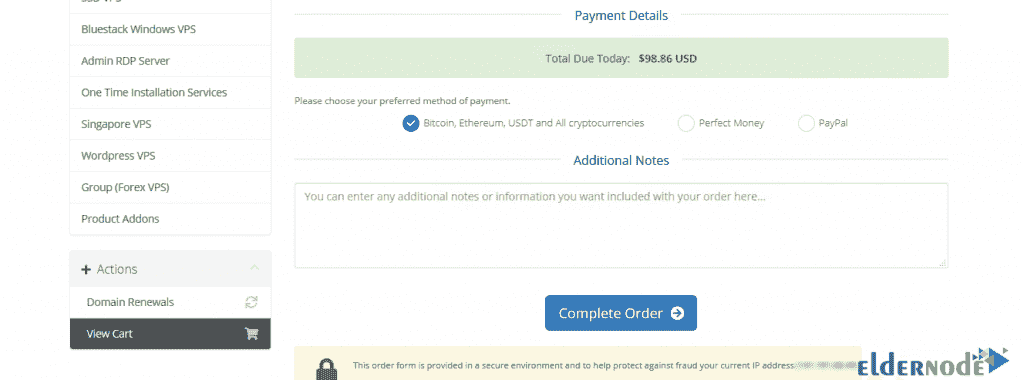 Bluestack Windows VPS
Admin RDP Server
One Time Installation Services
Singapore VPS
Wordpress VPS
Group (Forex VPS)
Product Addons
Actions
Domain Renewals
View Cart
Payment Details
Total Due Today: $98.86 USD
Please choose your preferred method of payment.
Bitcoin, Ethereum, USDT and All cryptocurrencies
Perfect Money
PayPal
Additional Notes
You can enter any additional notes or information you want included with your order here...
Complete Order
This order form is provided in a secure environment and to help protect against fraud your current IP address
ELDERNODE